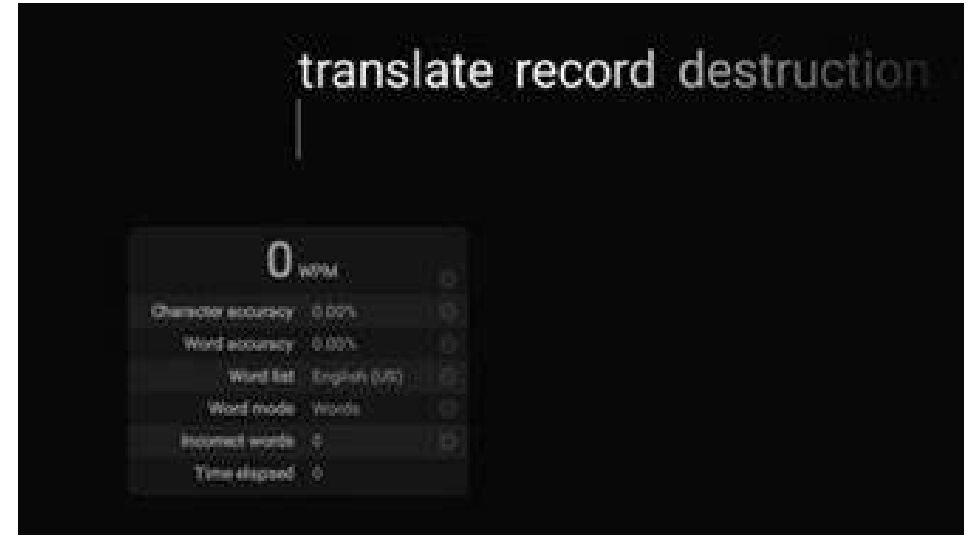 translate record destruction
0 WPM
Character accuracy 0.00%
Word accuracy 0.00%
Word list English (US)
Word mode Words
Incorrect words 0
Time elapsed 0